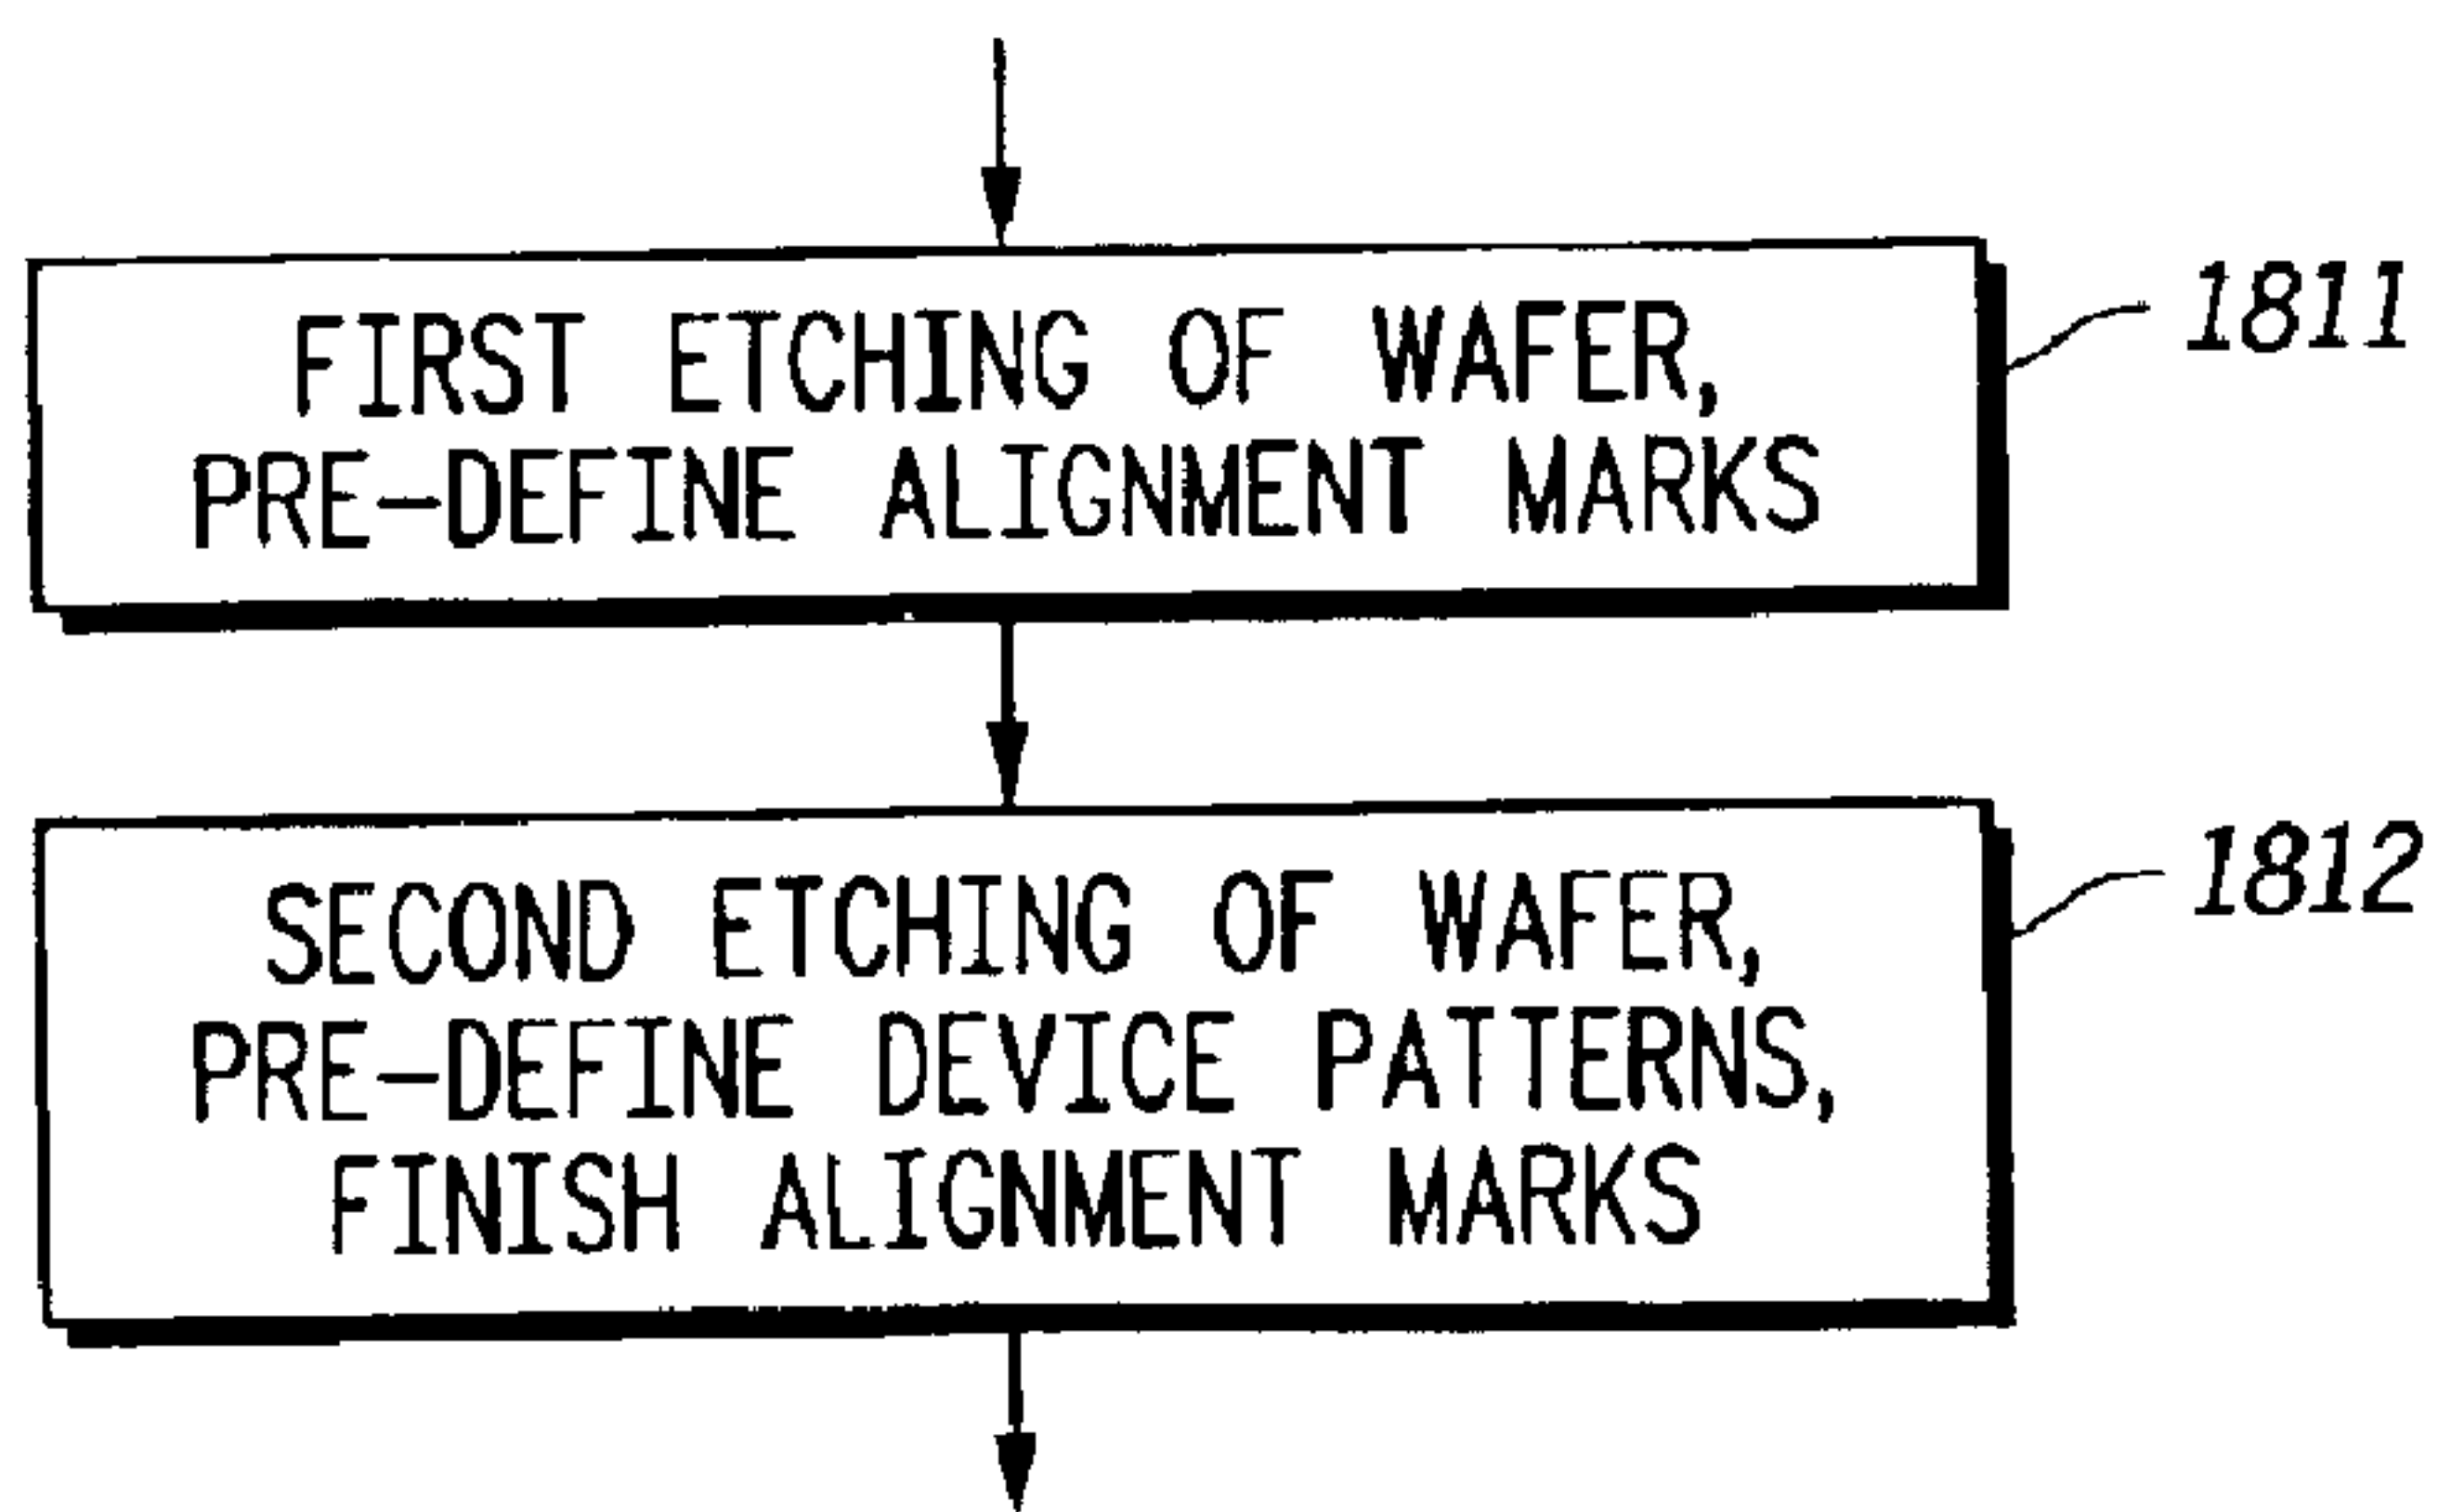 FIRST ETCHING OF WAFER,
PRE-DEFINE ALIGNMENT MARKS
1811
SECOND ETCHING OF WAFER,
PRE-DEFINE DEVICE PATTERNS,
FINISH ALIGNMENT MARKS
1812